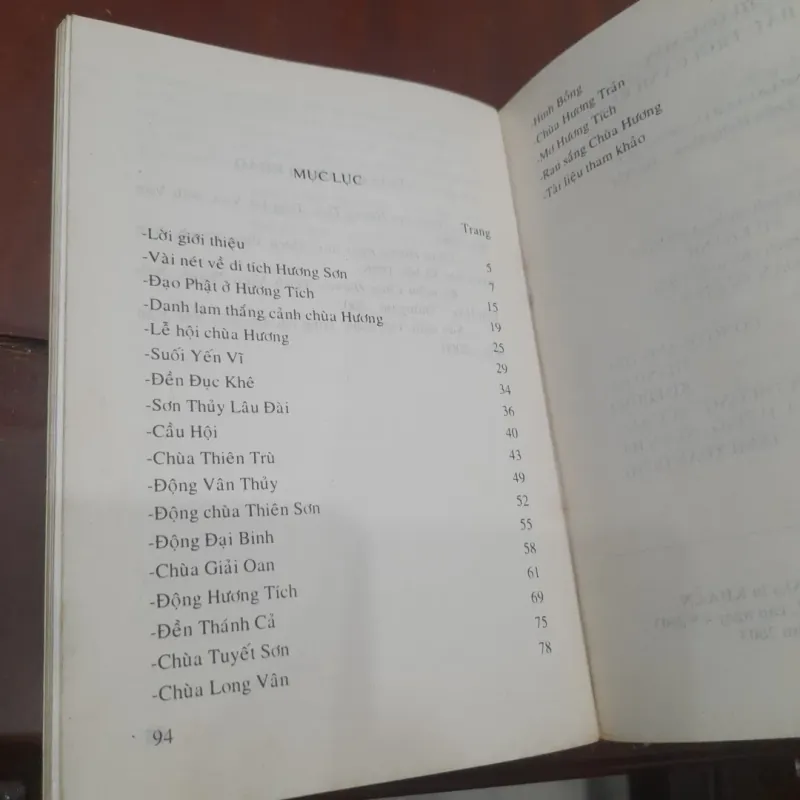 MỤC LỤC
Trang
-Lời giới thiệu 5
-Vài nét về di tích Hương Sơn 7
-Đạo Phật ở Hương Tích 15
-Danh lam thắng cảnh chùa Hương 19
-Lễ hội chùa Hương 25
-Suối Yến Vĩ 29
-Đền Đục Khê 34
-Sơn Thủy Lâu Đài 36
-Cầu Hội 40
-Chùa Thiên Trù 43
-Động Vân Thủy 49
-Động chùa Thiên Sơn 52
-Động Đại Binh 55
-Chùa Giải Oan 58
-Động Hương Tích 61
-Đền Thánh Cả 69
-Chùa Tuyết Sơn 75
-Chùa Long Vân 78
94
-Hinh Bồng
-Chùa Hương Trần
-Mơ Hương Tích
-Rau sắng Chùa Hương
-Tài liệu tham khảo